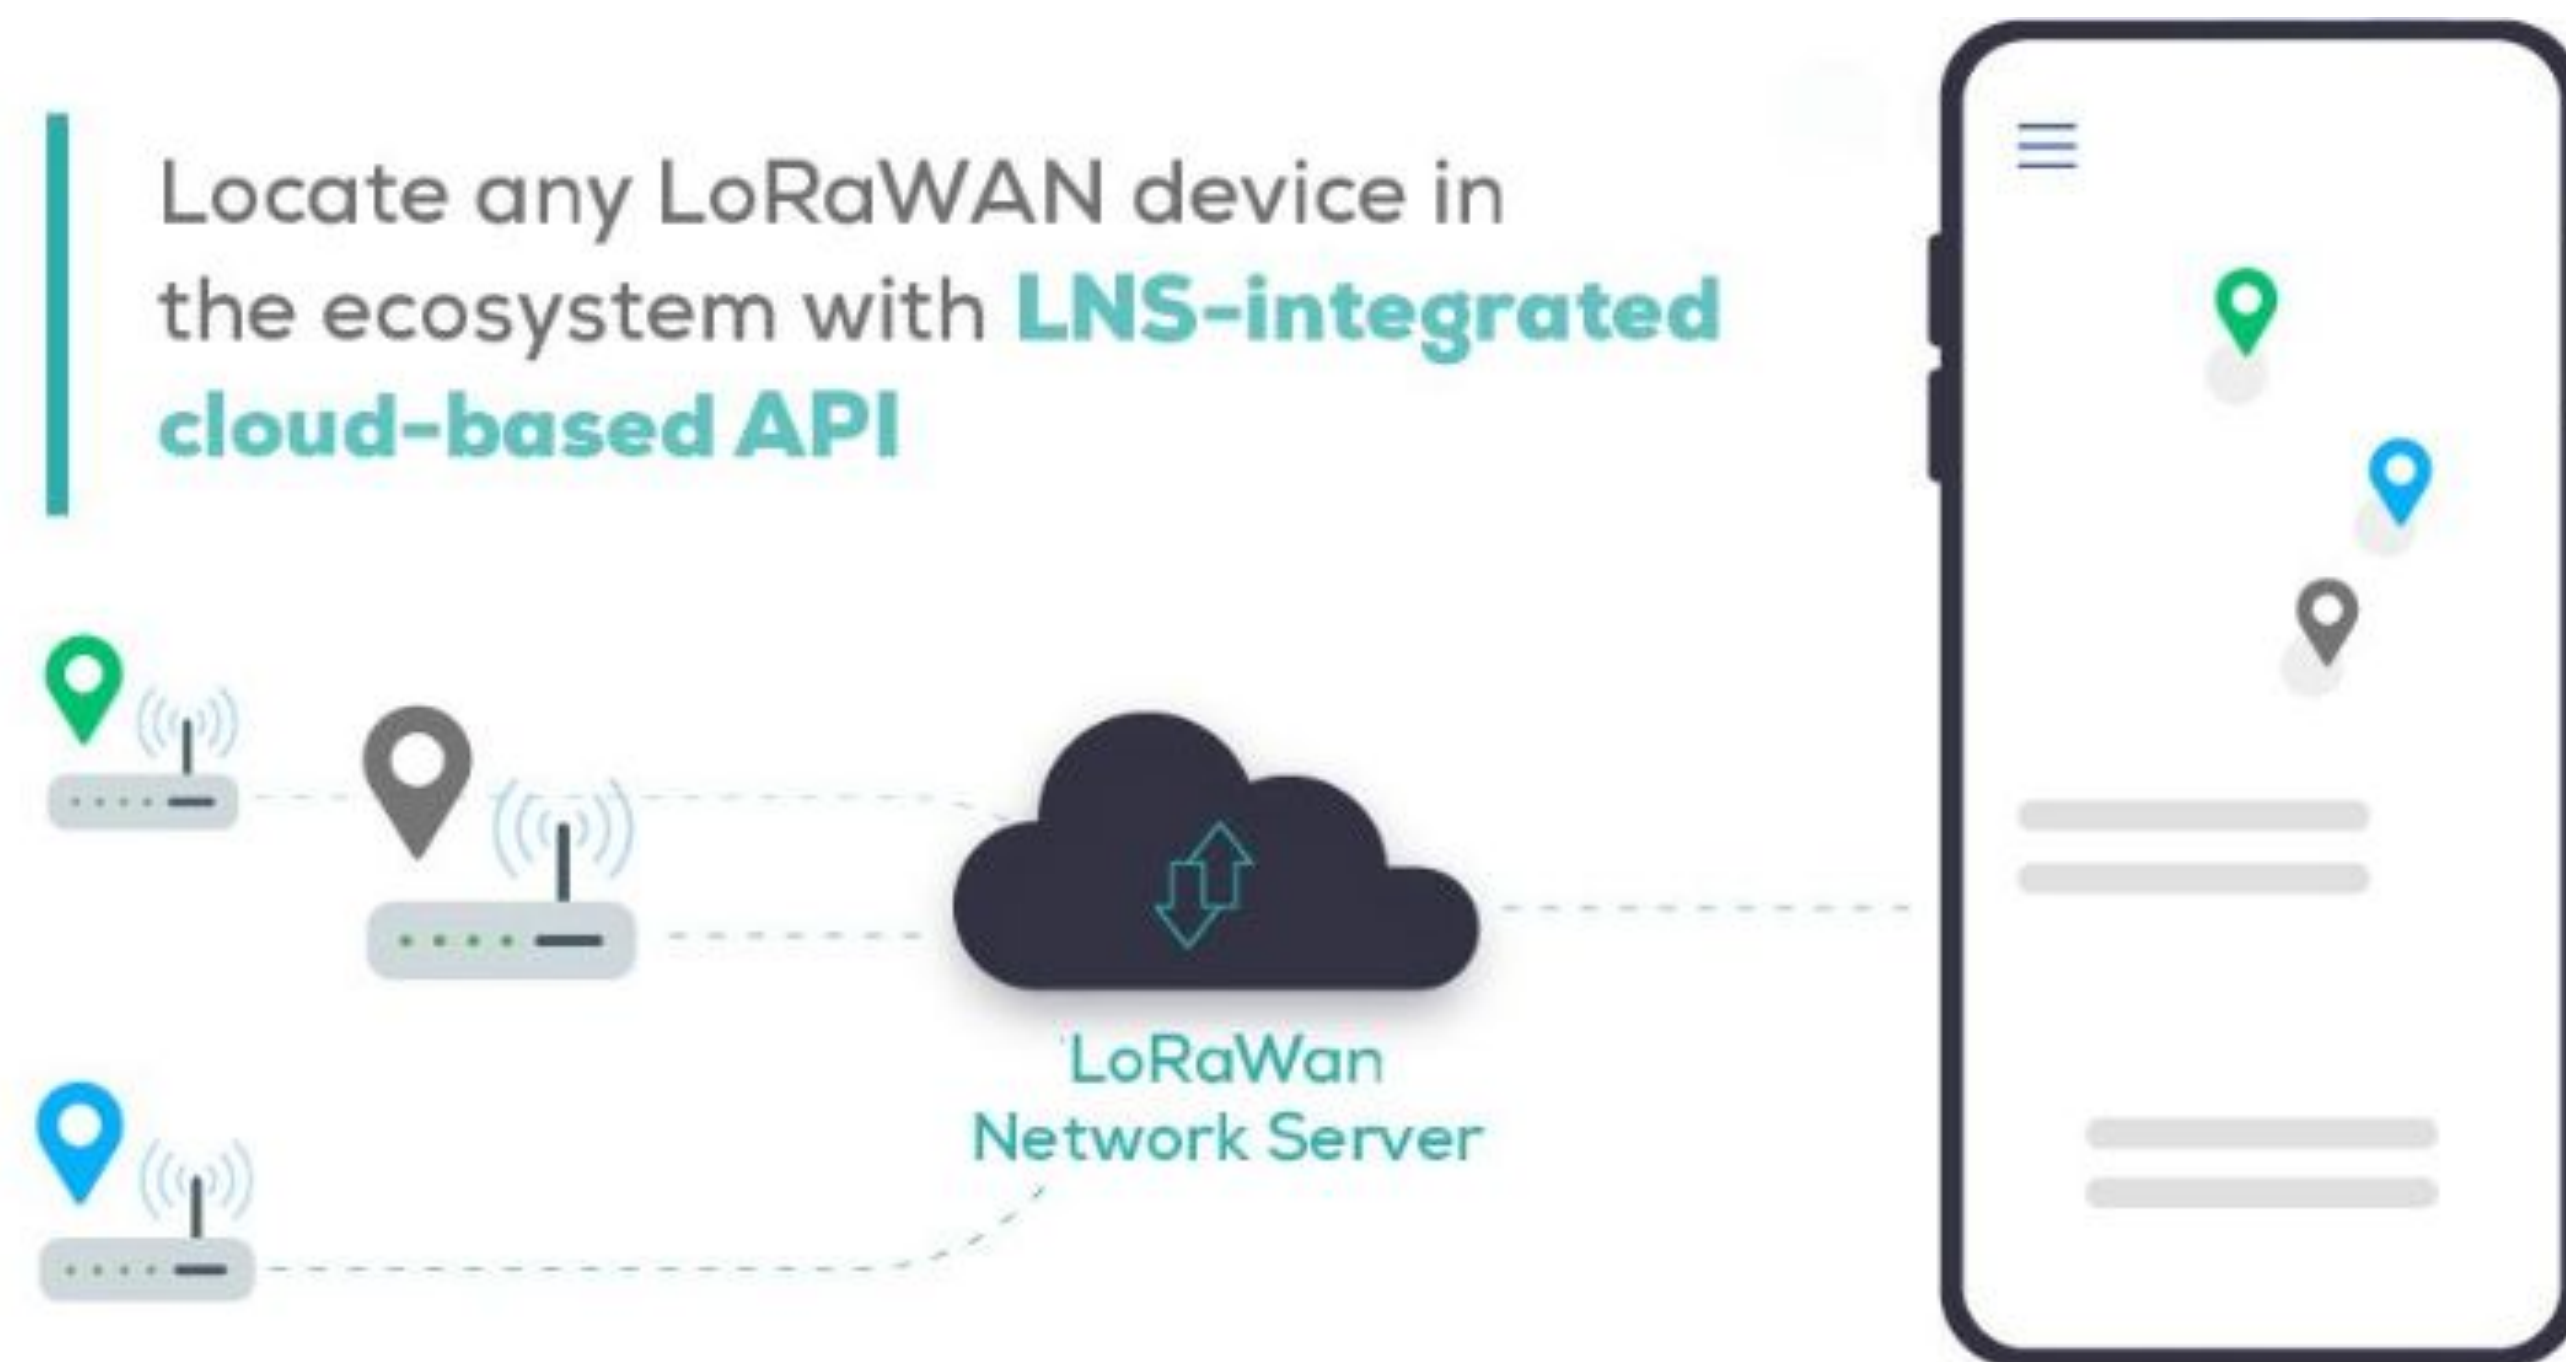 Locate any LoRaWAN device in
the ecosystem with LNS-integrated
cloud-based API
LoRaWan
Network Server